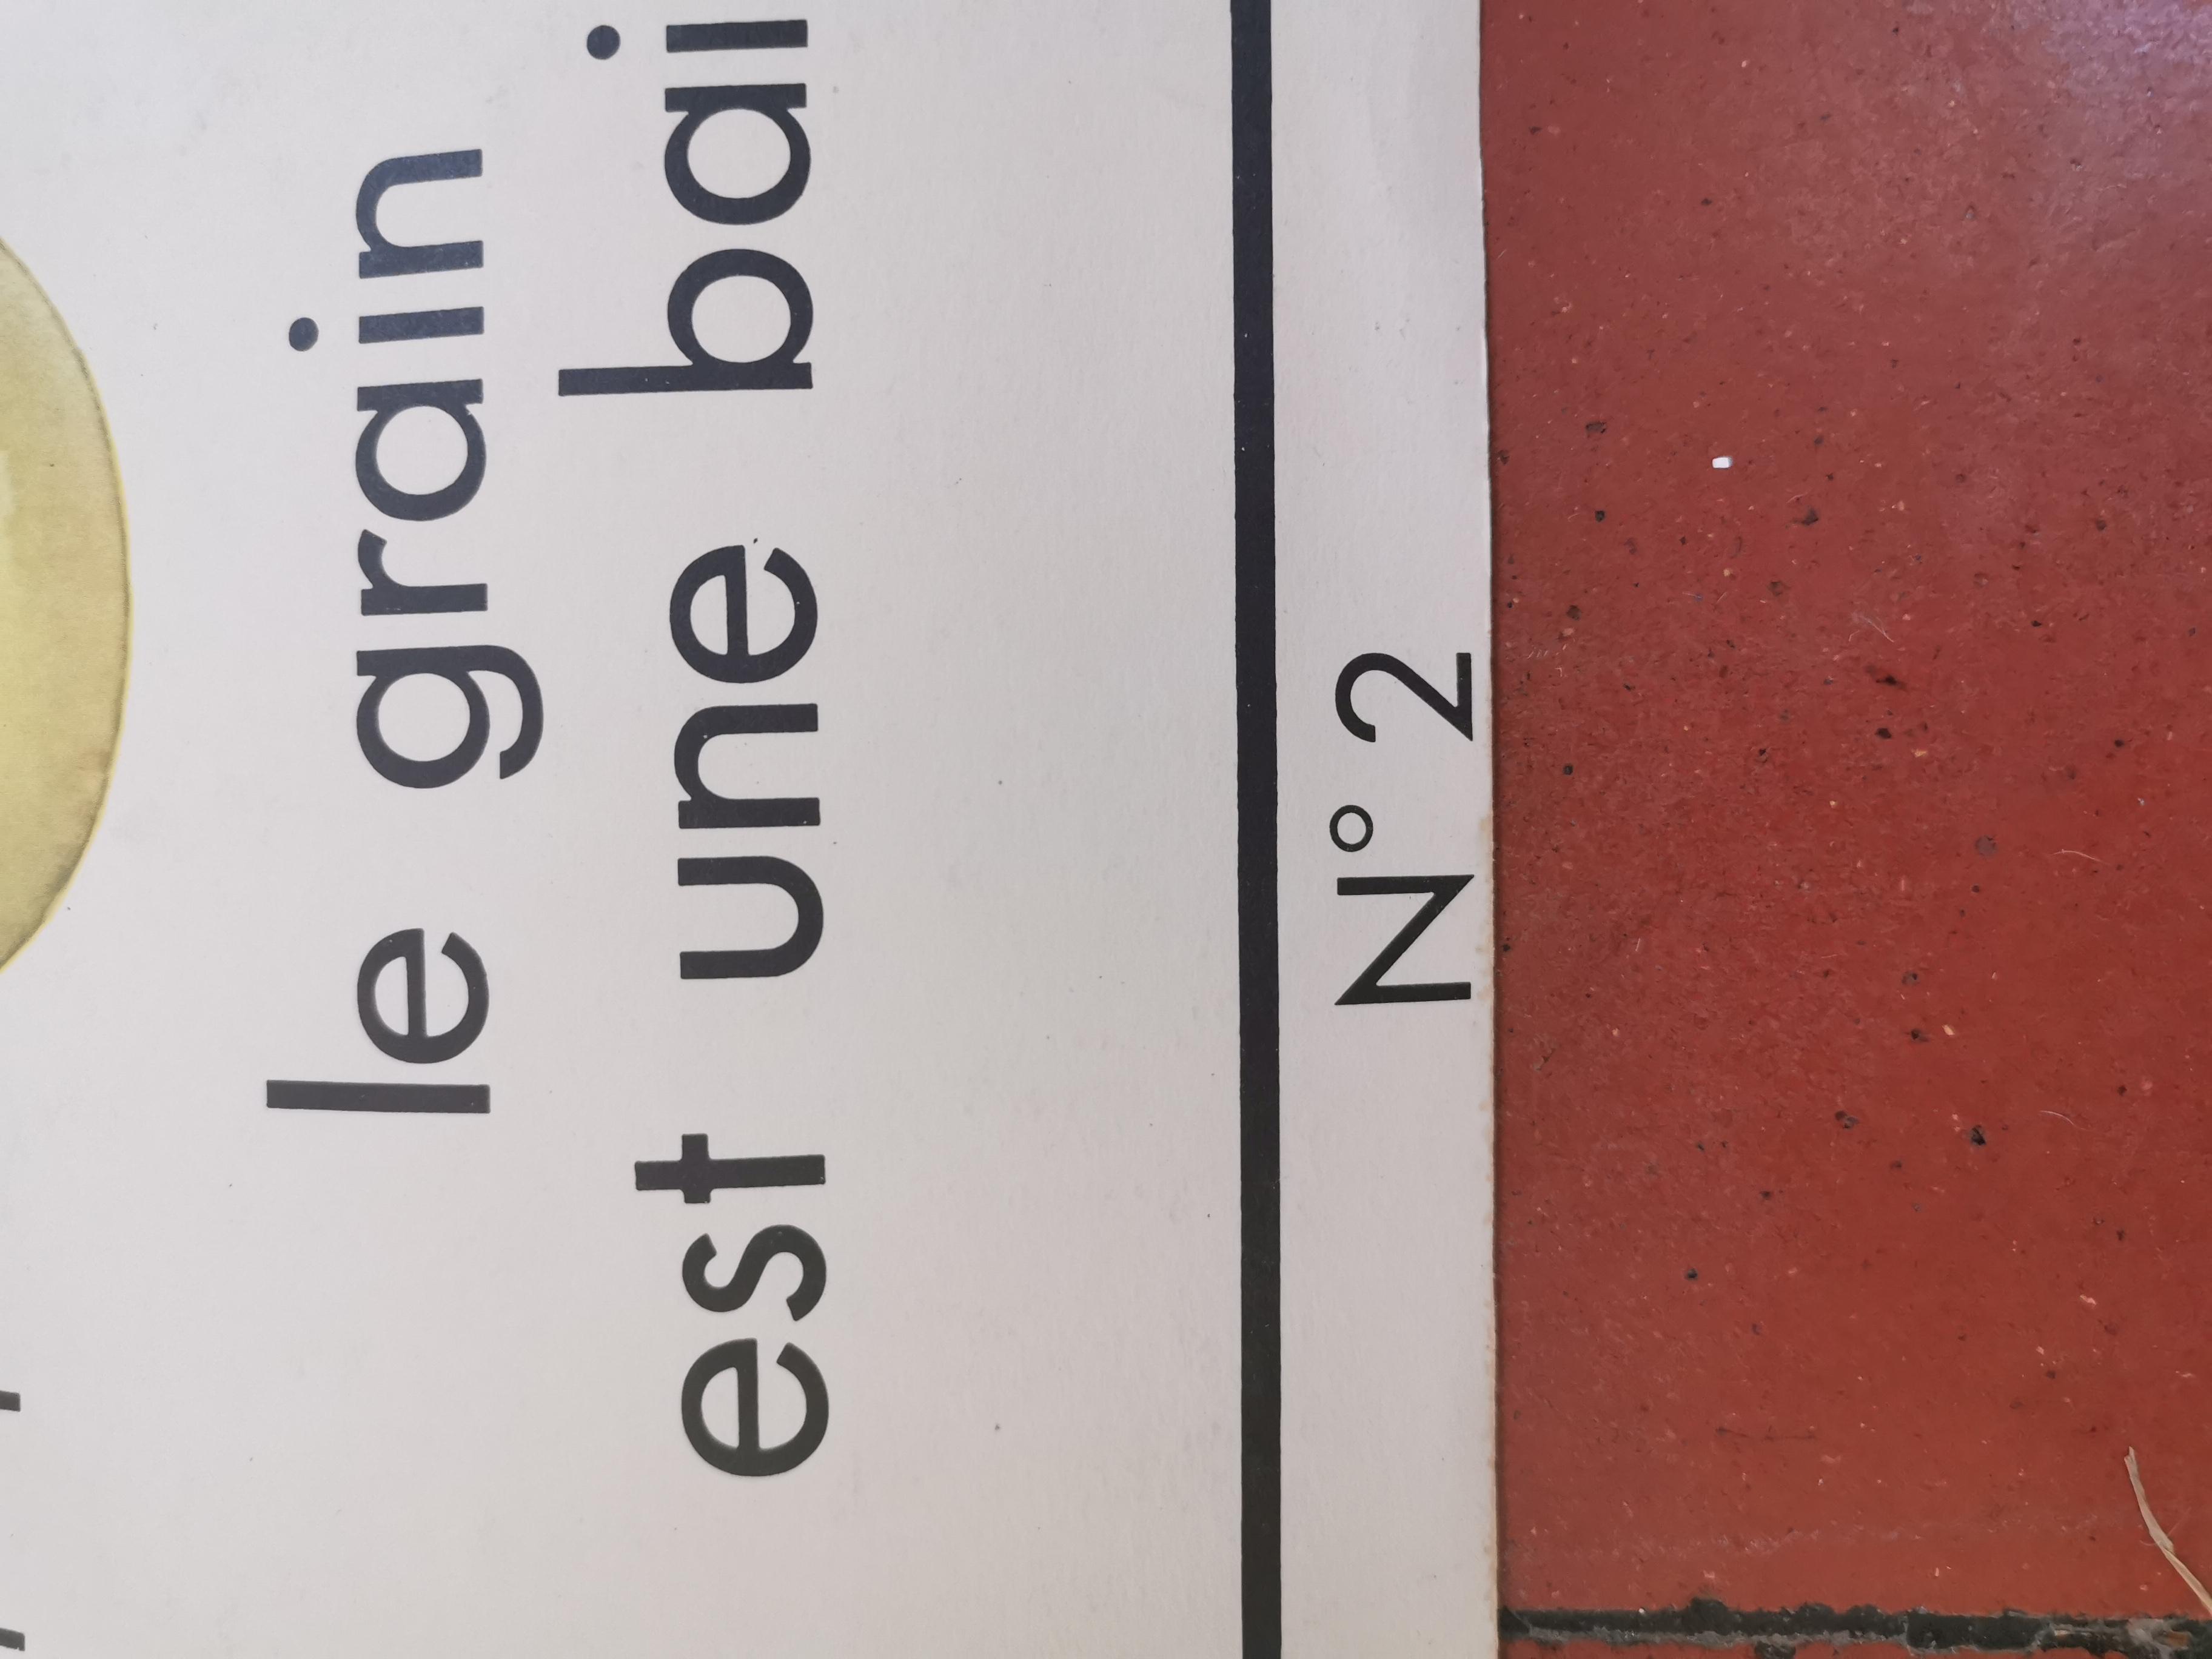 le grain
est une bai
N° 2